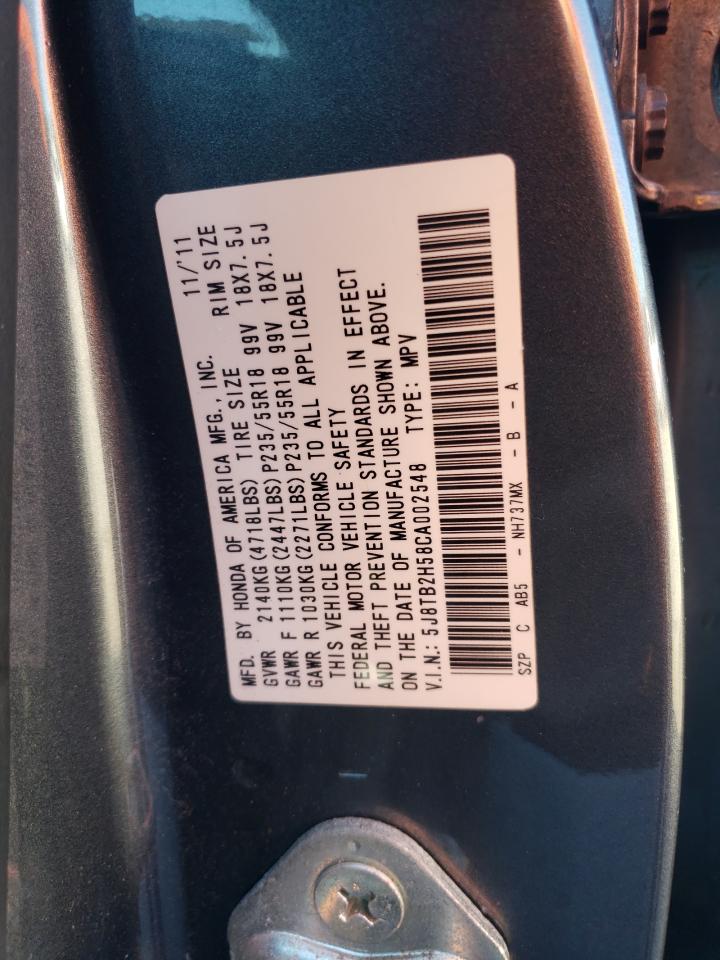 MFD. BY HONDA OF AMERICA MFG., INC. 11/'11
GVWR 2140KG(4718LBS) TIRE SIZE RIM SIZE
GAWR F 1110KG(2447LBS)P235/55R18 99V 18X7.5J
GAWR R 1030KG(2271LBS)P235/55R18 99V 18X7.5J
THIS VEHICLE CONFORMS TO ALL APPLICABLE
FEDERAL MOTOR VEHICLE SAFETY
AND THEFT PREVENTION STANDARDS IN EFFECT
ON THE DATE OF MANUFACTURE SHOWN ABOVE.
V.I.N.: 5J8TB2H58CA002548 TYPE: MPV
SZP C AB5 - NH737MX - B - A